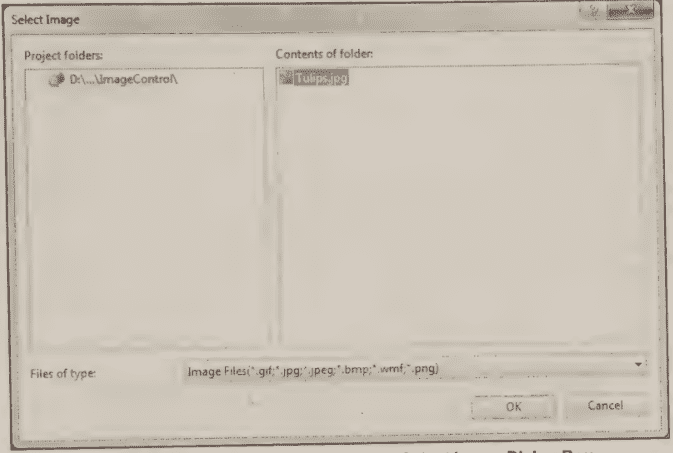 Select Image
Project folders:
Contents of folder:
D:\...\ImageControl\
Tulips.jpg
Files of type:
Image Files(*.gif;*.jpg;*.jpeg;*.bmp;*.wmf;*.png)
OK
Cancel